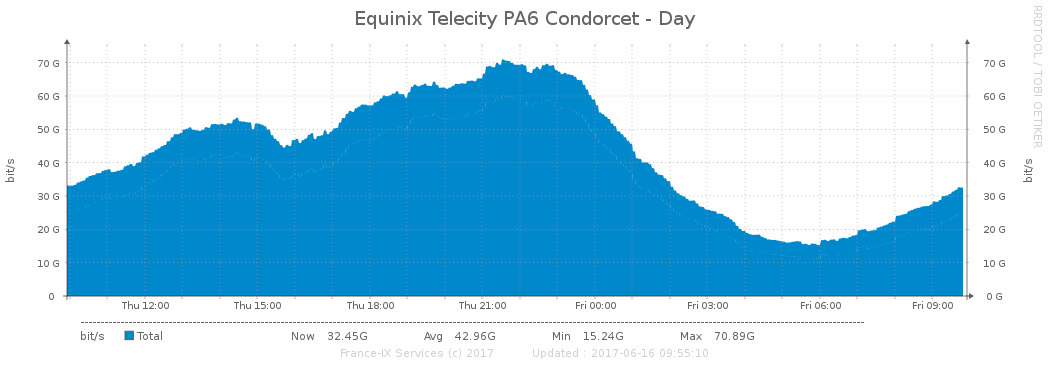 Equinix Telecity PA6 Condorcet - Day
RRDTOOL / TOBI OETIKER
bit/s
bit/s
70 G 70 G
60 G 60 G
50 G 50 G
40 G 40 G
30 G 30 G
20 G 20 G
10 G 10 G
0 0 G
Thu 12:00 Thu 15:00 Thu 18:00 Thu 21:00 Fri 00:00 Fri 03:00 Fri 06:00 Fri 09:00
bit/s Total Now 32.45G Avg 42.96G Min 15.24G Max 70.89G
France-IX Services (c) 2017 Updated : 2017-06-16 09:55:10